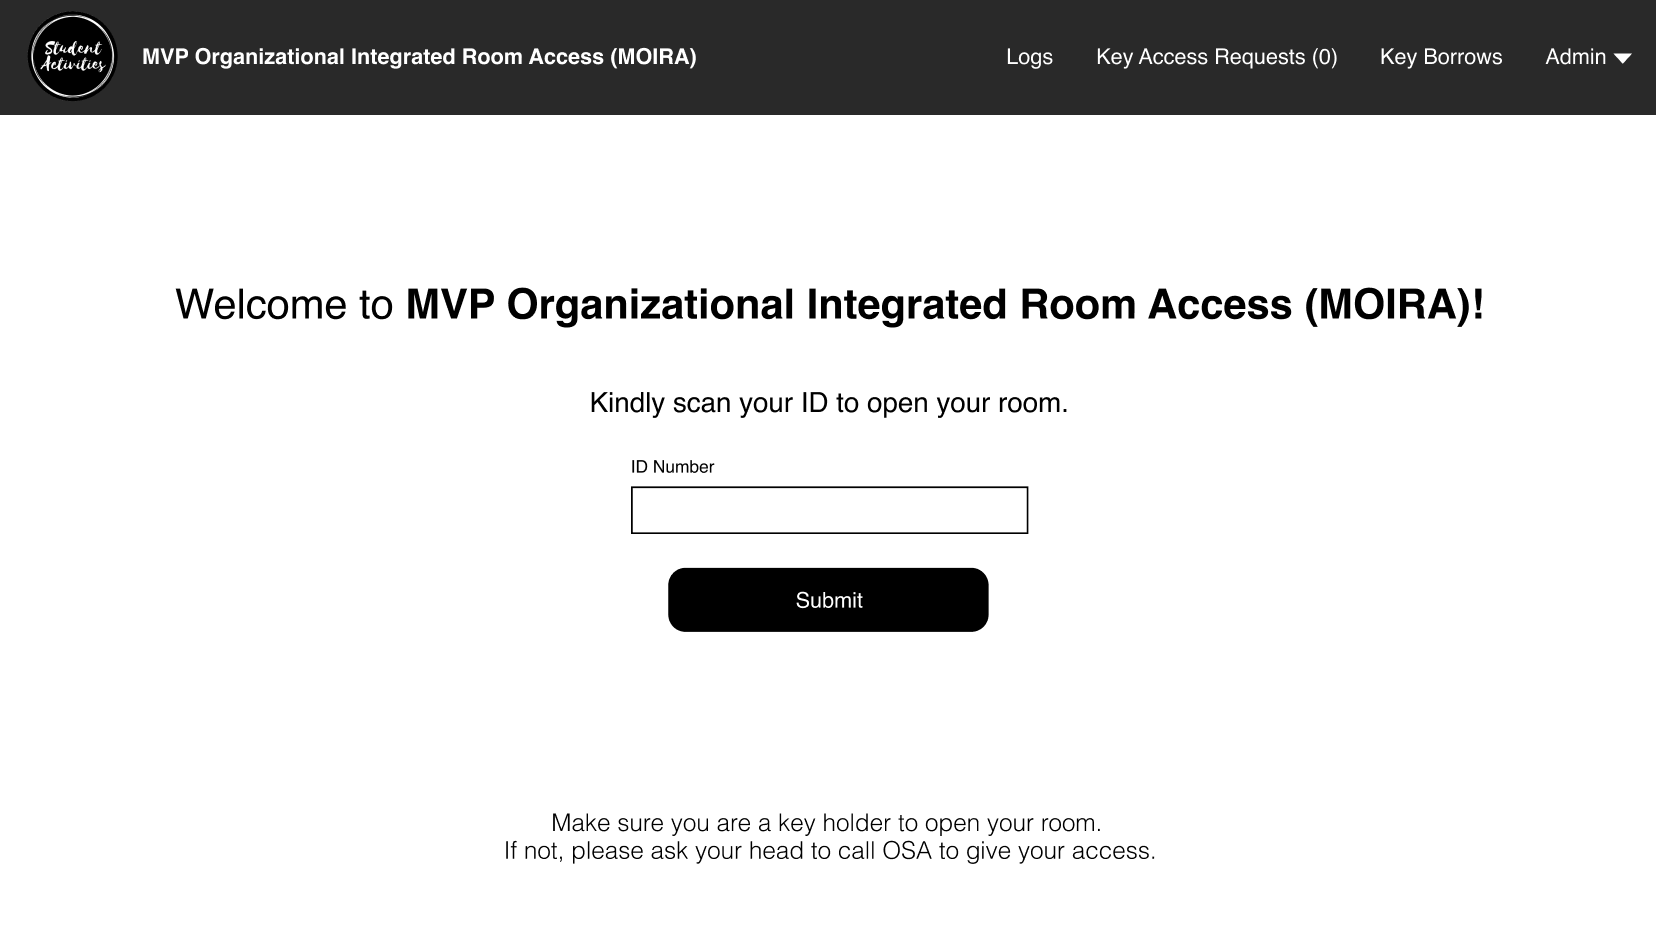 Student
Activities
MVP Organizational Integrated Room Access (MOIRA)
Logs
Key Access Requests (0)
Key Borrows
Admin
Welcome to MVP Organizational Integrated Room Access (MOIRA)!
Kindly scan your ID to open your room.
ID Number
Submit
Make sure you are a key holder to open your room.
If not, please ask your head to call OSA to give your access.